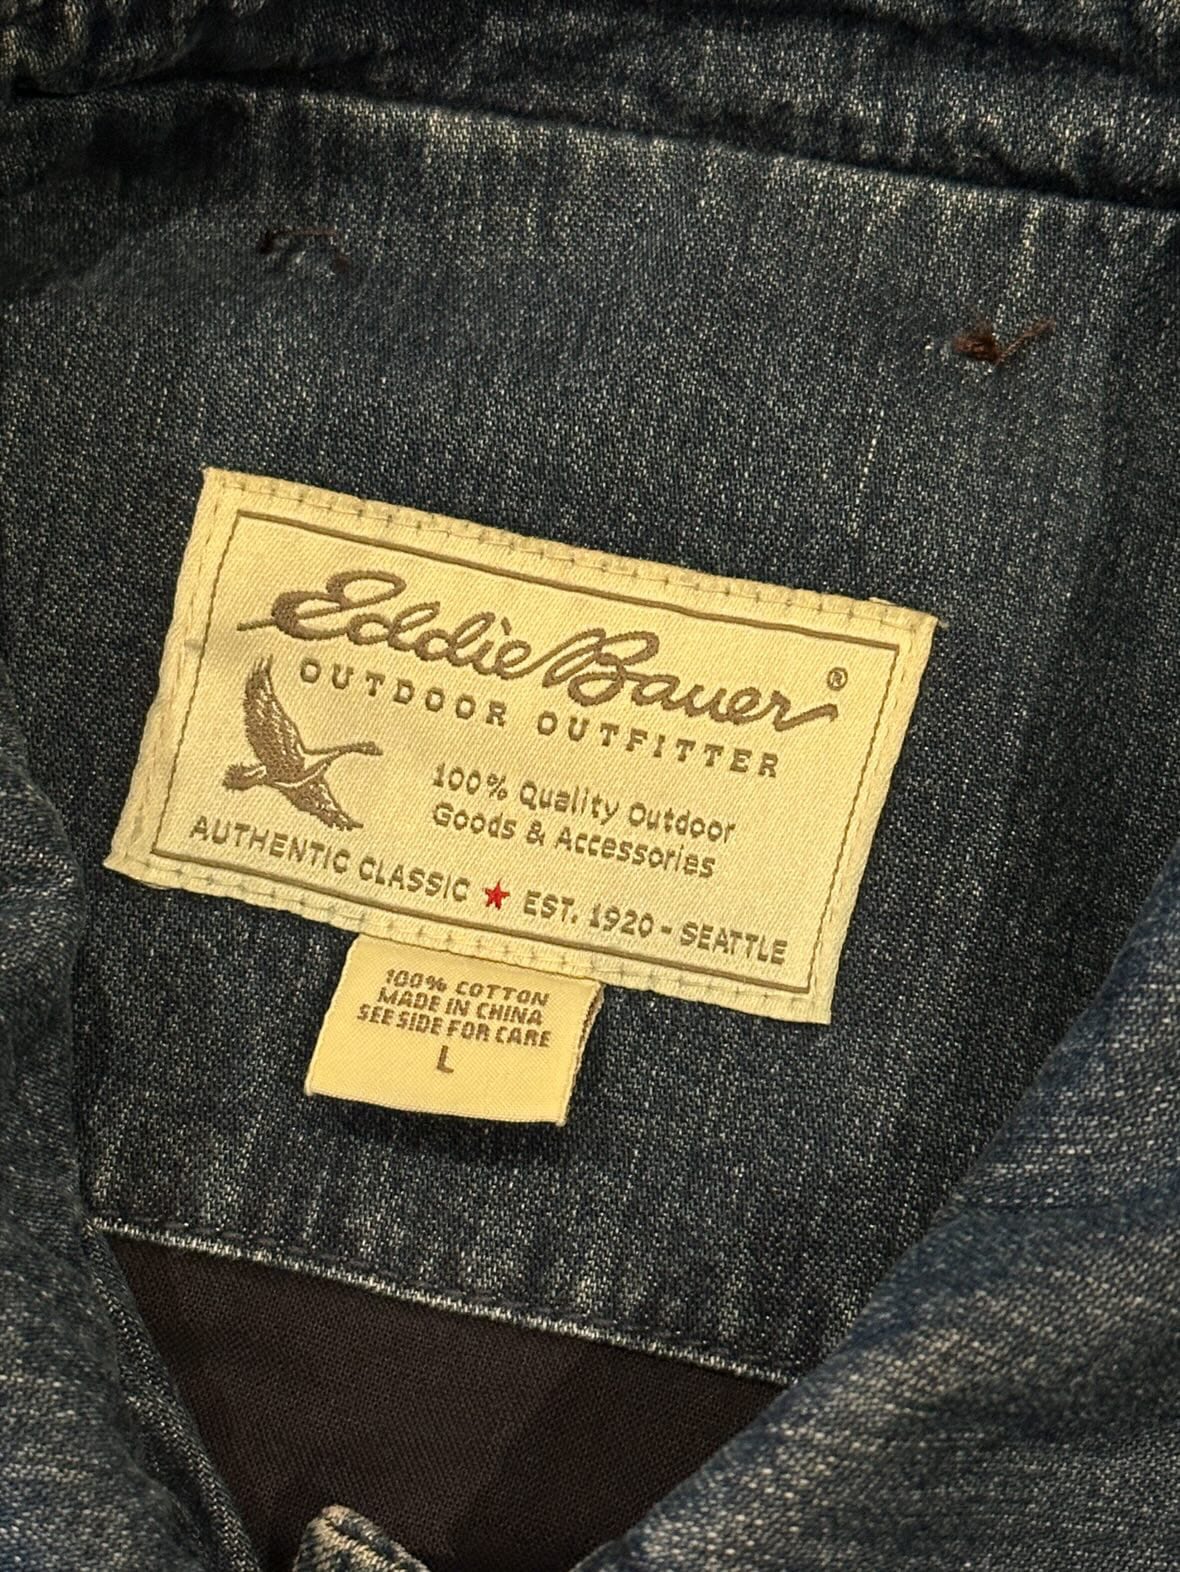 Eddie Bauer ®
OUTDOOR OUTFITTER
100% Quality Outdoor
Goods & Accessories
AUTHENTIC CLASSIC ★ EST. 1920 - SEATTLE
100% COTTON
MADE IN CHINA
SEE SIDE FOR CARE
L